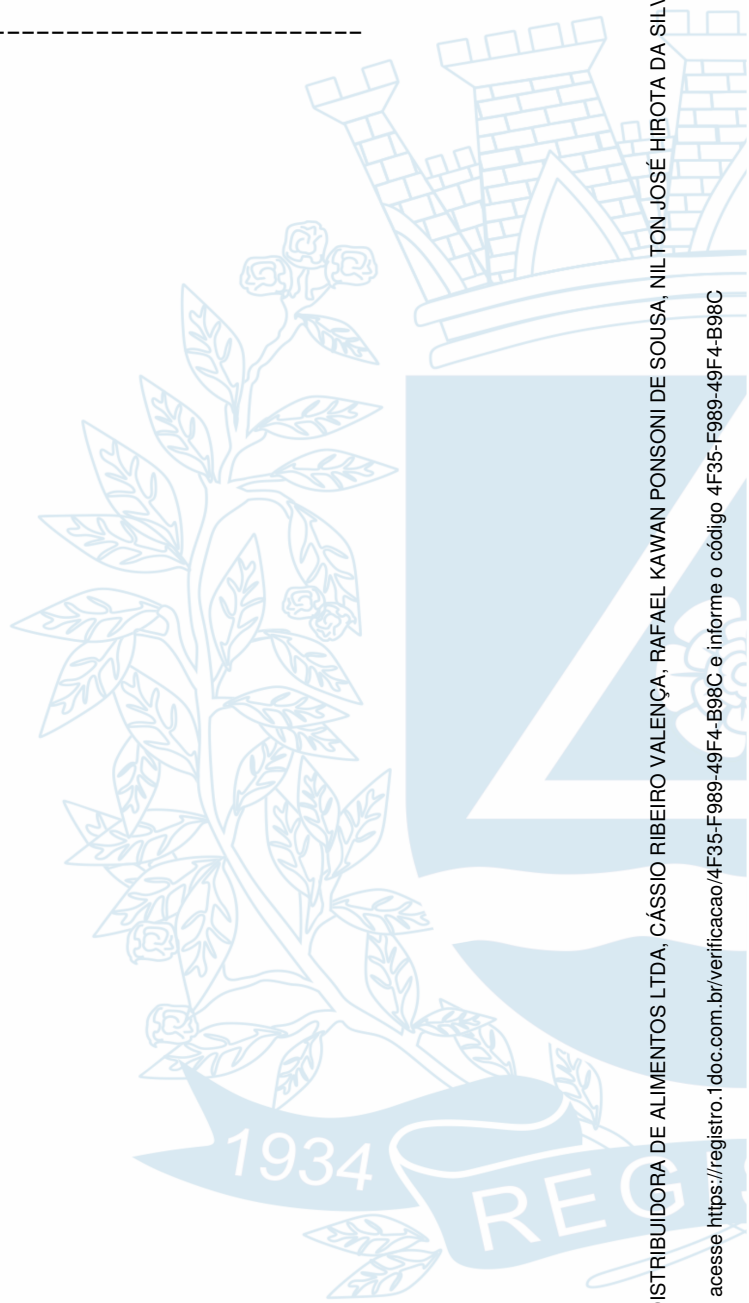 ISTRIBUIDORA DE ALIMENTOS LTDA, CÁSSIO RIBEIRO VALENÇA, RAFAEL KAWAN PONSONI DE SOUSA, NILTON JOSÉ HIROTA DA SILV
acesse https://registro.1doc.com.br/verificacao/4F35-F989-49F4-B98C e informe o código 4F35-F989-49F4-B98C
1934
REG